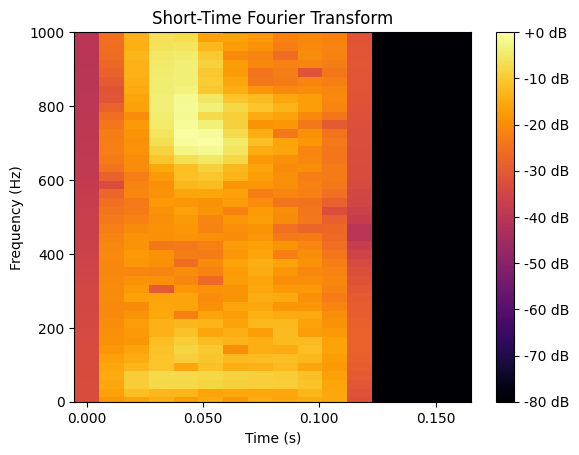 Short-Time Fourier Transform
1000
800
600
400
200
0
Frequency (Hz)
0.000
0.050
0.100
0.150
Time (s)
+0 dB
-10 dB
-20 dB
-30 dB
-40 dB
-50 dB
-60 dB
-70 dB
-80 dB